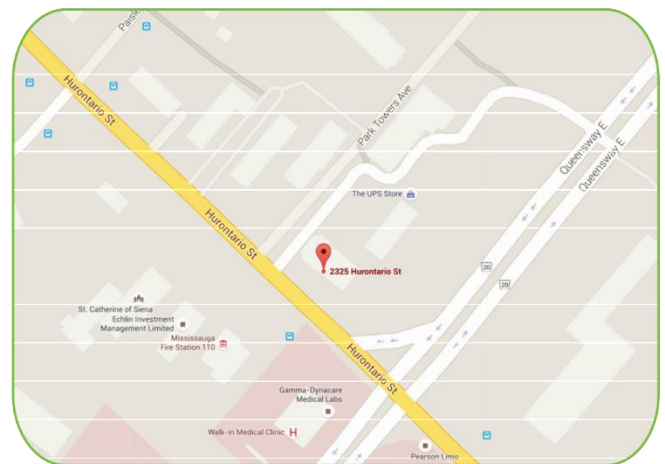 Paisle
Hurontario St
Park Towers Ave
Queensway E
Queensway E
The UPS Store
Hurontario St
2325 Hurontario St
20
20
St. Catherine of Siena
Echlin Investment
Management Limited
Mississauga
Fire Station 110
Hurontario St
Gamma-Dynacare
Medical Labs
Walk-in Medical Clinic H
Pearson Limo